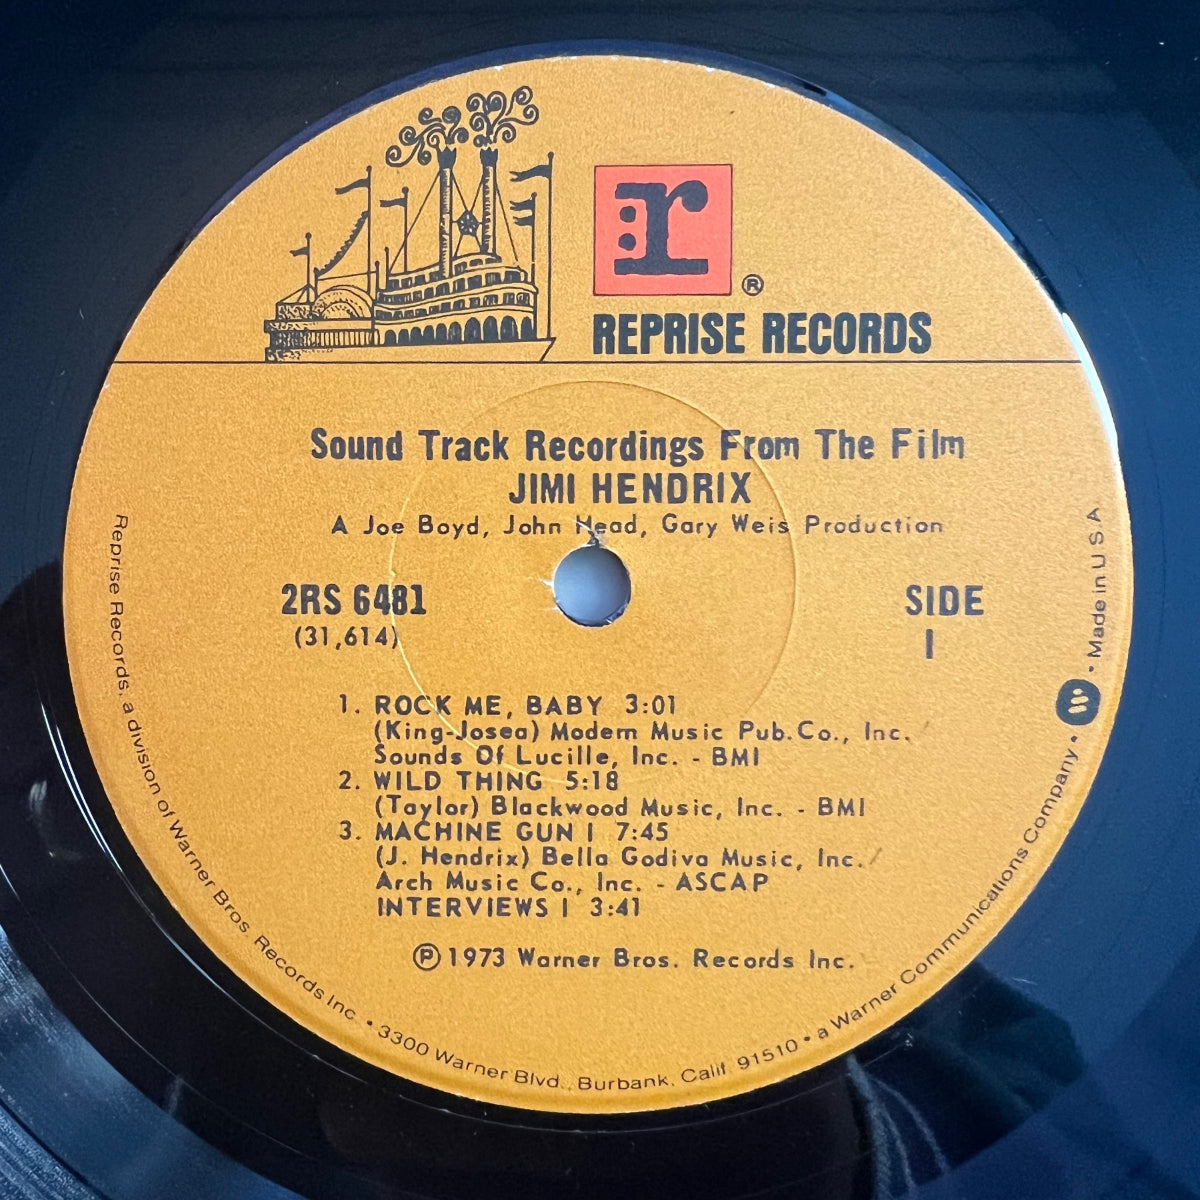 r:
®
REPRISE RECORDS
Sound Track Recordings From The Film
JIMI HENDRIX
A Joe Boyd, John Head, Gary Weis Production
2RS 6481
(31,614)
SIDE
1
1. ROCK ME, BABY 3:01
(King-Josea) Modern Music Pub.Co., Inc./
Sounds Of Lucille, Inc. - BMI
2. WILD THING 5:18
(Taylor) Blackwood Music, Inc. - BMI
3. MACHINE GUN I 7:45
(J. Hendrix) Bella Godiva Music, Inc./
Arch Music Co., Inc. - ASCAP
INTERVIEWS I 3:41
℗ 1973 Warner Bros. Records Inc.
Reprise Records, a division of Warner Bros. Records Inc. • 3300 Warner Blvd., Burbank, Calif. 91510 • a Warner Communications Company • W • Made in U.S.A.